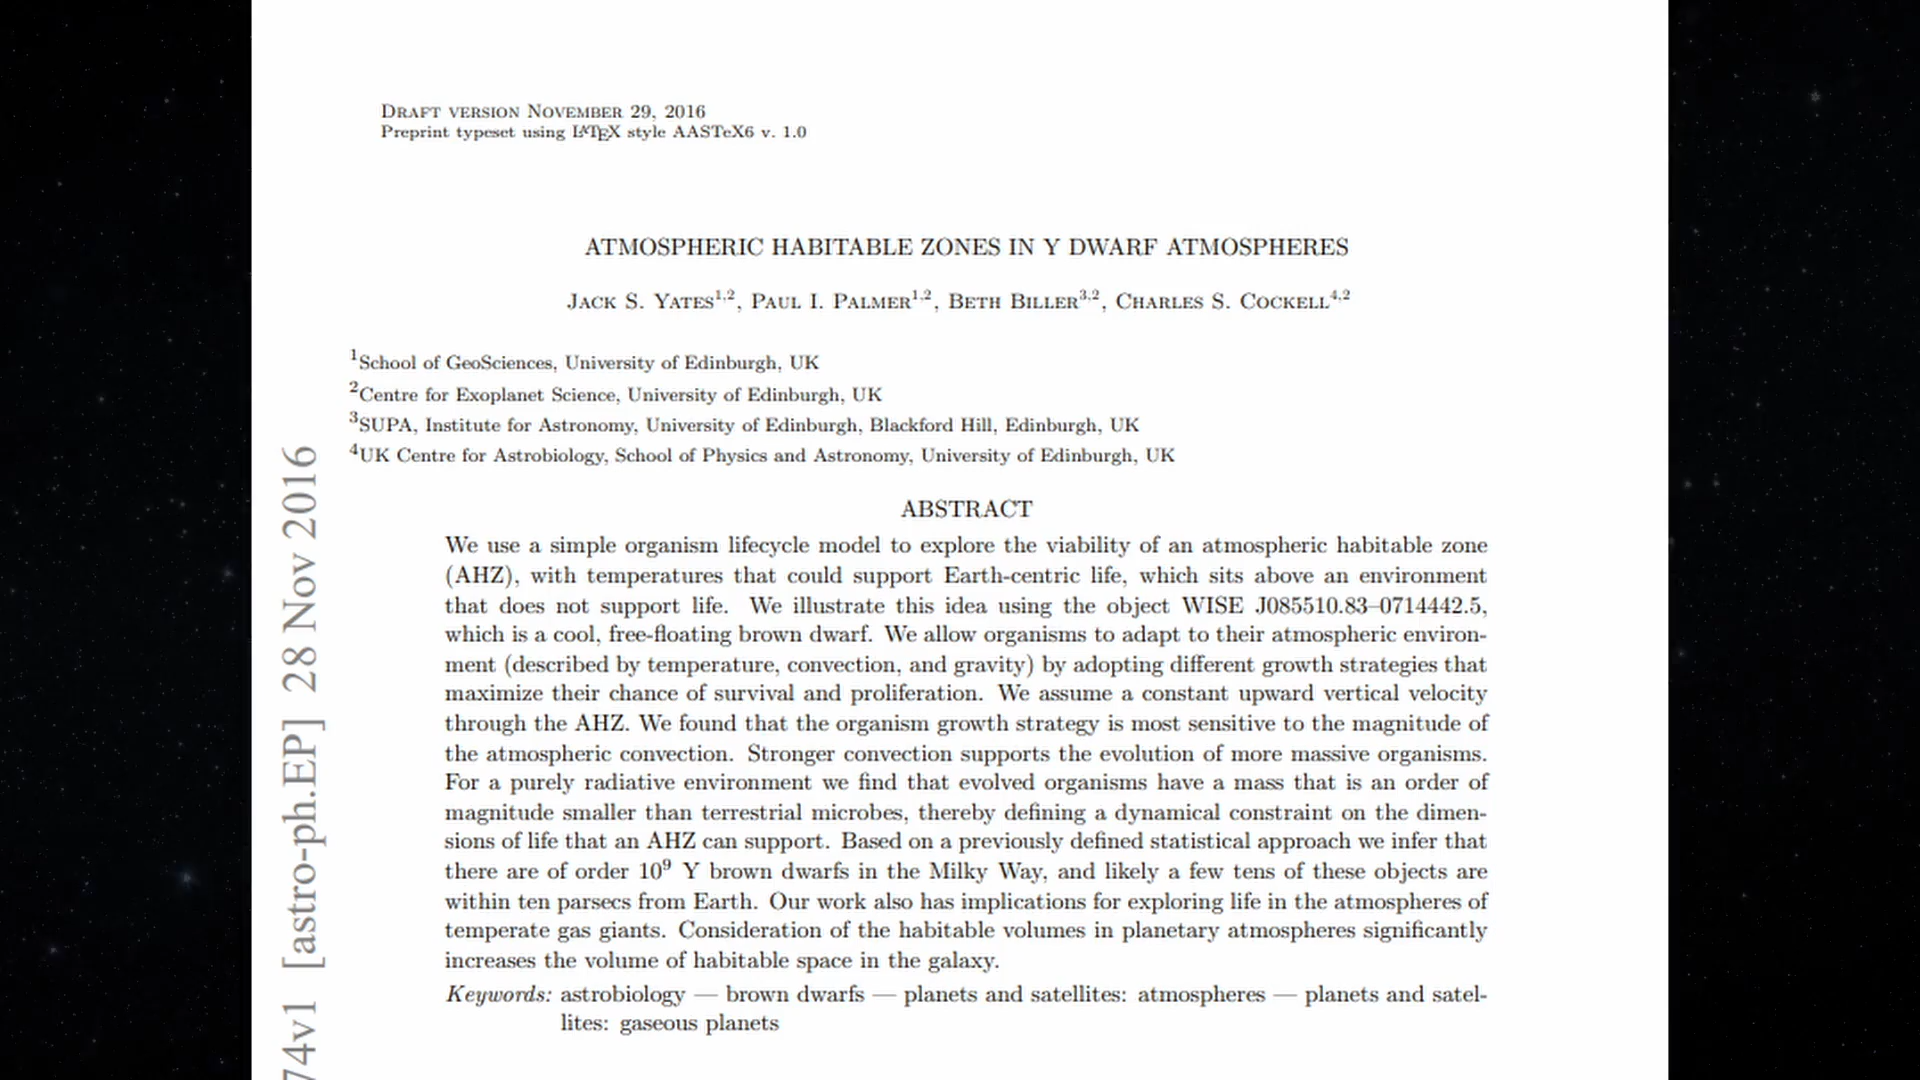 DRAFT VERSION NOVEMBER 29, 2016
Preprint typeset using LATEX style AASTeX6 v. 1.0
ATMOSPHERIC HABITABLE ZONES IN Y DWARF ATMOSPHERES
JACK S. YATES1,2, PAUL I. PALMER1,2, BETH BILLER3,2, CHARLES S. COCKELL4,2
1School of GeoSciences, University of Edinburgh, UK
2Centre for Exoplanet Science, University of Edinburgh, UK
3SUPA, Institute for Astronomy, University of Edinburgh, Blackford Hill, Edinburgh, UK
4UK Centre for Astrobiology, School of Physics and Astronomy, University of Edinburgh, UK
ABSTRACT
We use a simple organism lifecycle model to explore the viability of an atmospheric habitable zone
(AHZ), with temperatures that could support Earth-centric life, which sits above an environment
that does not support life. We illustrate this idea using the object WISE J085510.83–0714442.5,
which is a cool, free-floating brown dwarf. We allow organisms to adapt to their atmospheric environ-
ment (described by temperature, convection, and gravity) by adopting different growth strategies that
maximize their chance of survival and proliferation. We assume a constant upward vertical velocity
through the AHZ. We found that the organism growth strategy is most sensitive to the magnitude of
the atmospheric convection. Stronger convection supports the evolution of more massive organisms.
For a purely radiative environment we find that evolved organisms have a mass that is an order of
magnitude smaller than terrestrial microbes, thereby defining a dynamical constraint on the dimen-
sions of life that an AHZ can support. Based on a previously defined statistical approach we infer that
there are of order 10⁹ Y brown dwarfs in the Milky Way, and likely a few tens of these objects are
within ten parsecs from Earth. Our work also has implications for exploring life in the atmospheres of
temperate gas giants. Consideration of the habitable volumes in planetary atmospheres significantly
increases the volume of habitable space in the galaxy.
Keywords: astrobiology — brown dwarfs — planets and satellites: atmospheres — planets and satel-
lites: gaseous planets
74v1 [astro-ph.EP] 28 Nov 2016